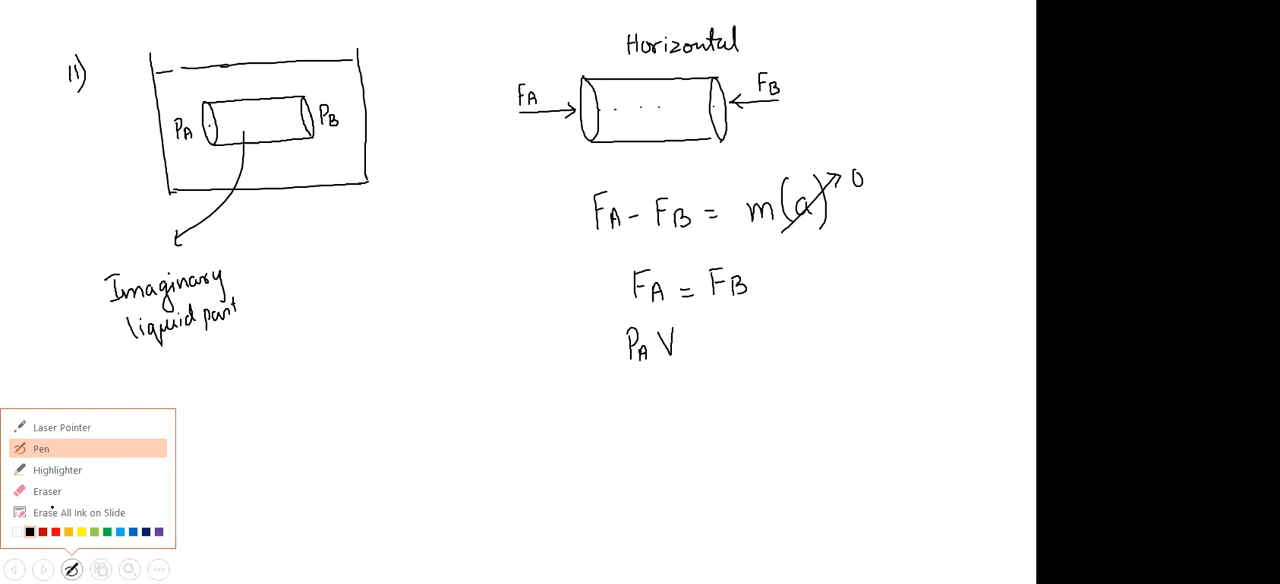 11)
PA
PB
Imaginary
liquid part
Horizontal
FA
FB
FA - FB = m(a) 0
FA = FB
PA V
Laser Pointer
Pen
Highlighter
Eraser
Erase All Ink on Slide